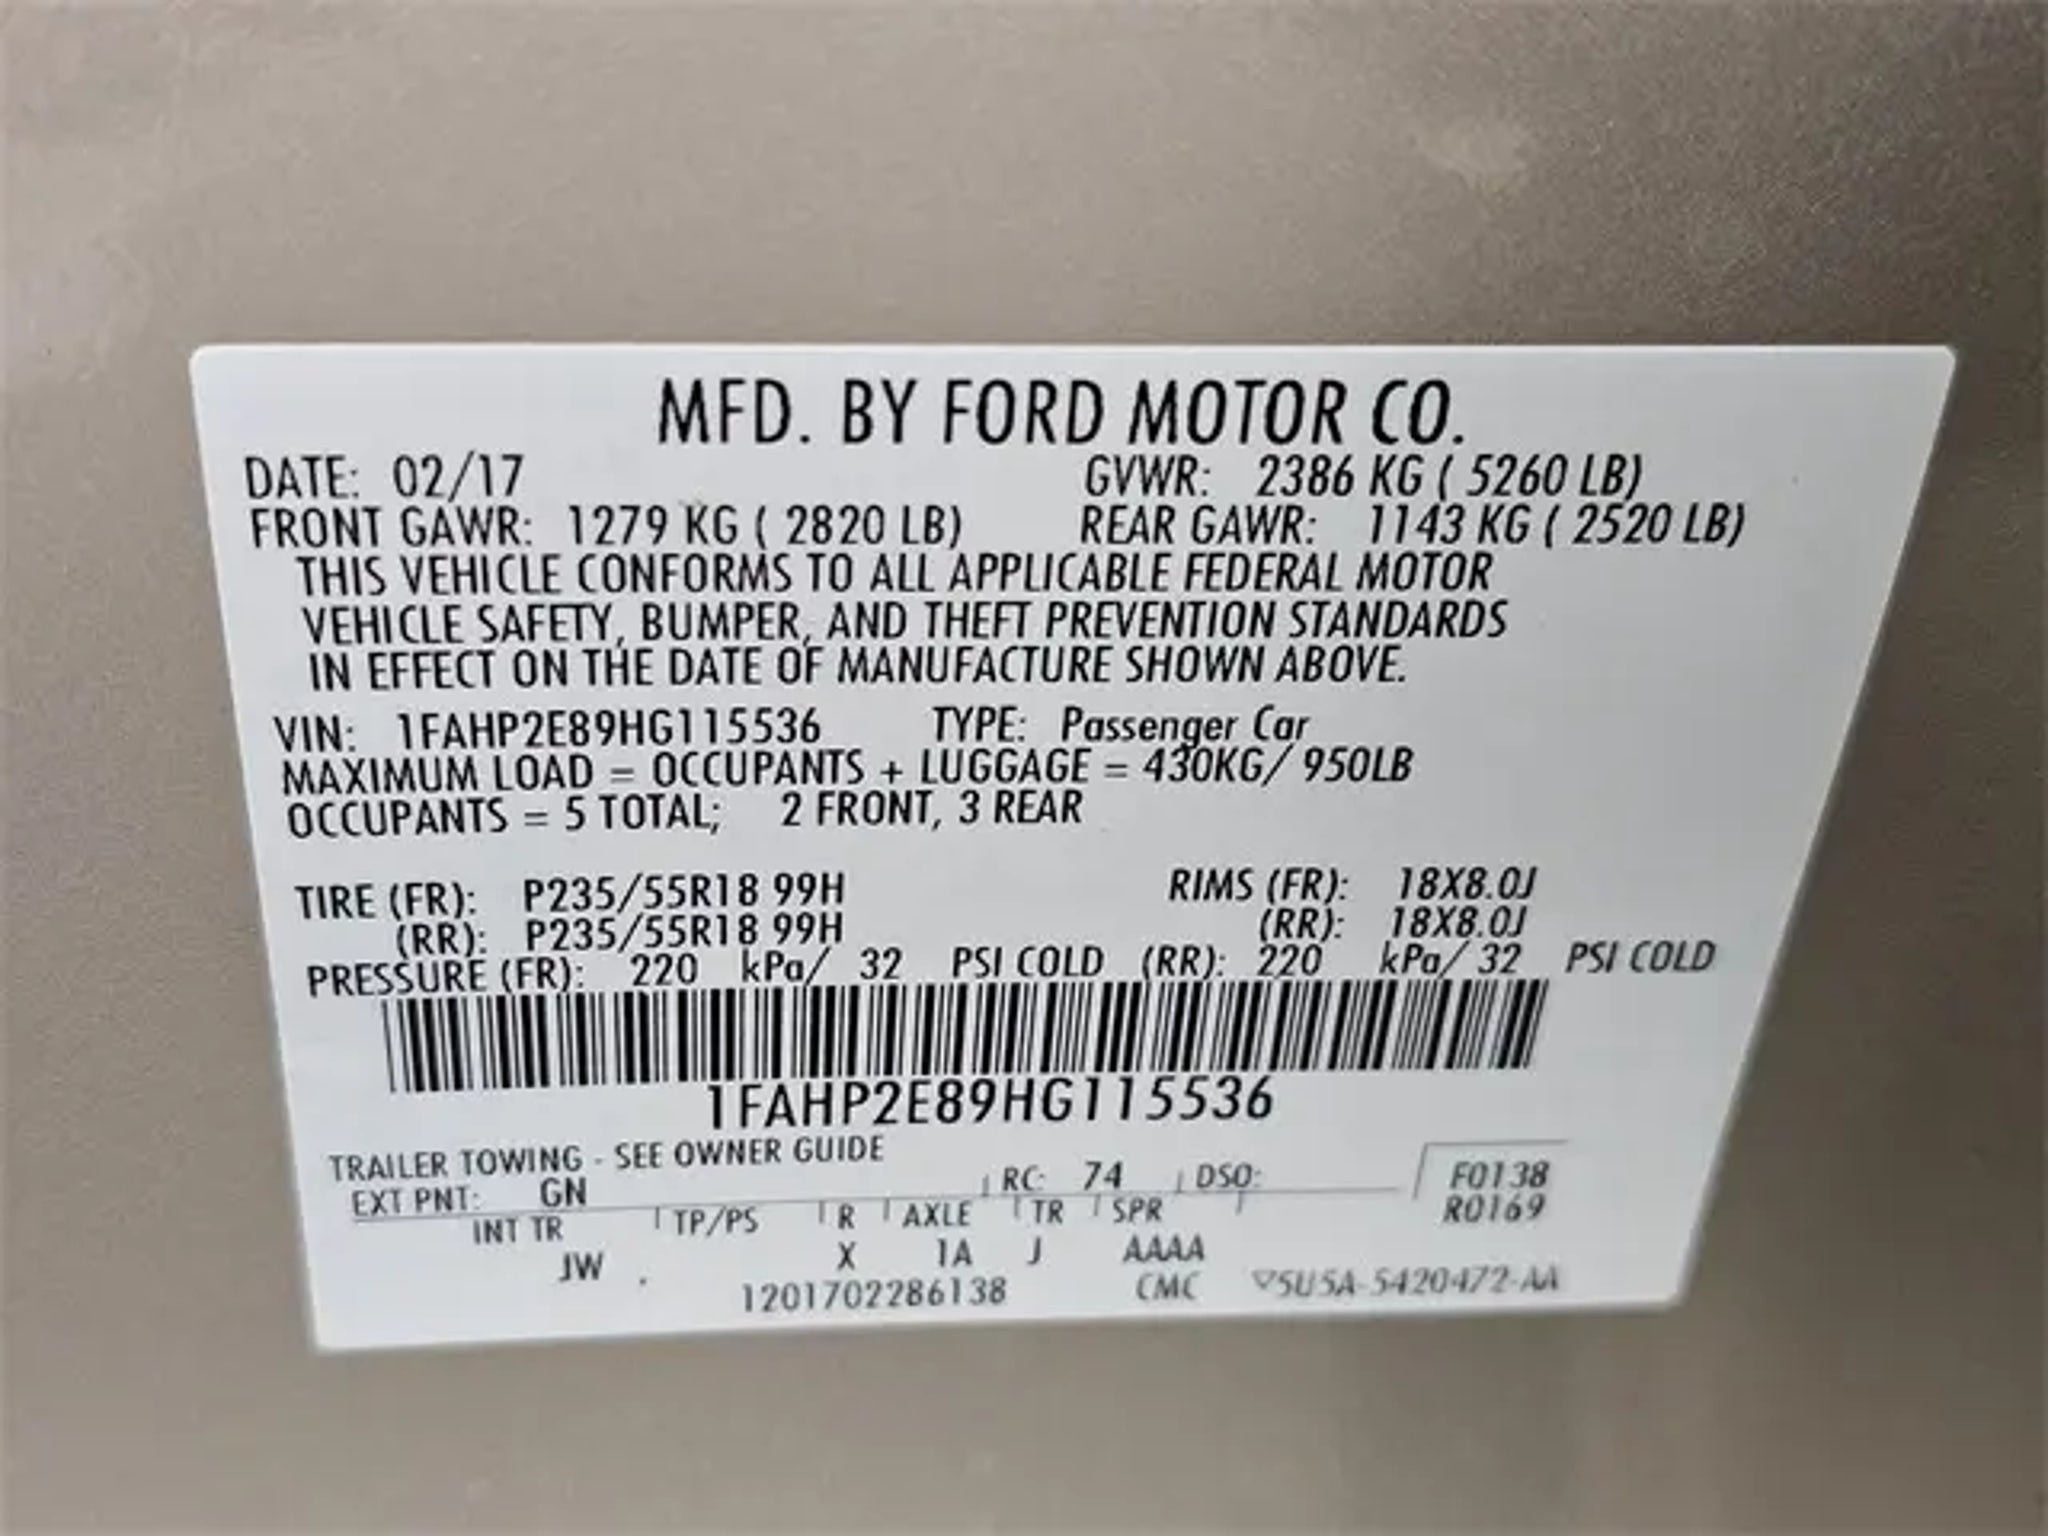 MFD. BY FORD MOTOR CO.
DATE: 02/17 GVWR: 2386 KG ( 5260 LB)
FRONT GAWR: 1279 KG ( 2820 LB) REAR GAWR: 1143 KG ( 2520 LB)
THIS VEHICLE CONFORMS TO ALL APPLICABLE FEDERAL MOTOR
VEHICLE SAFETY, BUMPER, AND THEFT PREVENTION STANDARDS
IN EFFECT ON THE DATE OF MANUFACTURE SHOWN ABOVE.
VIN: 1FAHP2E89HG115536 TYPE: Passenger Car
MAXIMUM LOAD = OCCUPANTS + LUGGAGE = 430KG/ 950LB
OCCUPANTS = 5 TOTAL; 2 FRONT, 3 REAR
TIRE (FR): P235/55R18 99H RIMS (FR): 18X8.0J
(RR): P235/55R18 99H (RR): 18X8.0J
PRESSURE (FR): 220 kPa/ 32 PSI COLD (RR): 220 kPa/ 32 PSI COLD
1FAHP2E89HG115536
TRAILER TOWING - SEE OWNER GUIDE
EXT PNT: GN RC: 74 DSO: F0138
R0169
INT TR TP/PS R AXLE TR SPR
JW . X 1A J AAAA
1201702286138 CMC ▽5U5A-5420472-AA